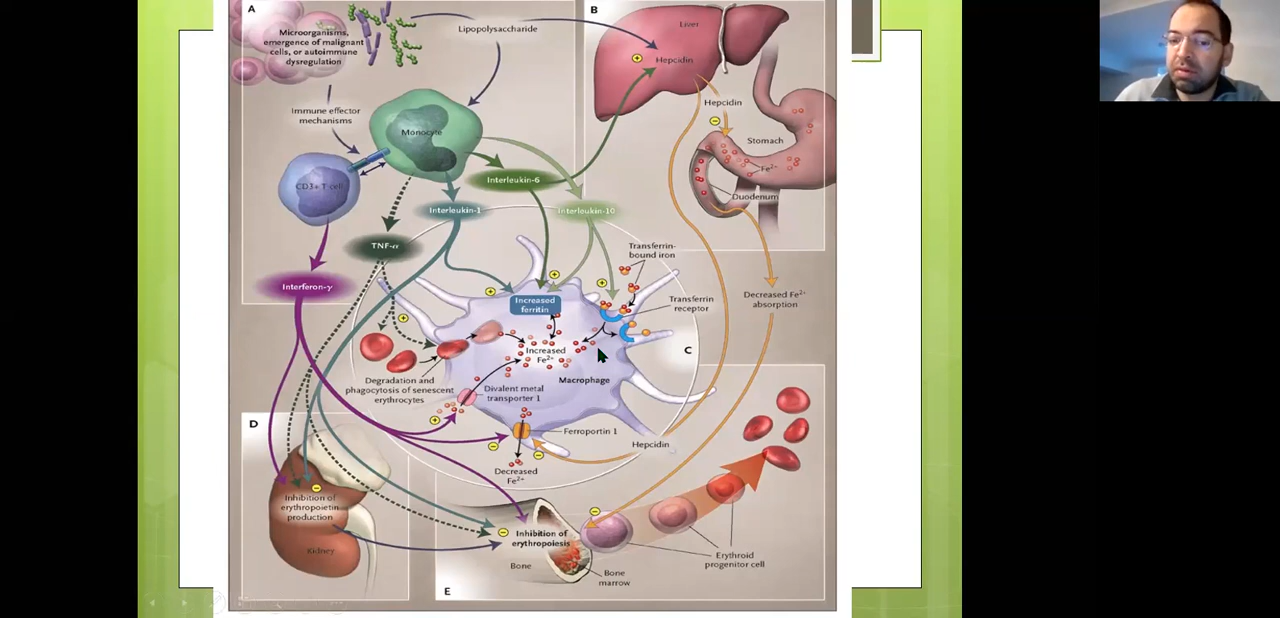 A
Microorganisms,
emergence of malignant
cells, or autoimmune
dysregulation
Lipopolysaccharide
B
Liver
Hepcidin
Immune effector
mechanisms
Monocyte
Hepcidin
Stomach
Fe2+
CD3+ T cell
Interleukin-6
Duodenum
Interleukin-1
Interleukin-10
TNF-α
Transferrin-
bound iron
Interferon-γ
Increased
ferritin
Transferrin
receptor
Decreased Fe2+
absorption
Increased
Fe2+
C
Macrophage
Degradation and
phagocytosis of senescent
erythrocytes
Divalent metal
transporter 1
D
Ferroportin 1
Hepcidin
Decreased
Fe2+
Inhibition of
erythropoietin
production
Kidney
Inhibition of
erythropoiesis
Bone
Bone
marrow
Erythroid
progenitor cell
E